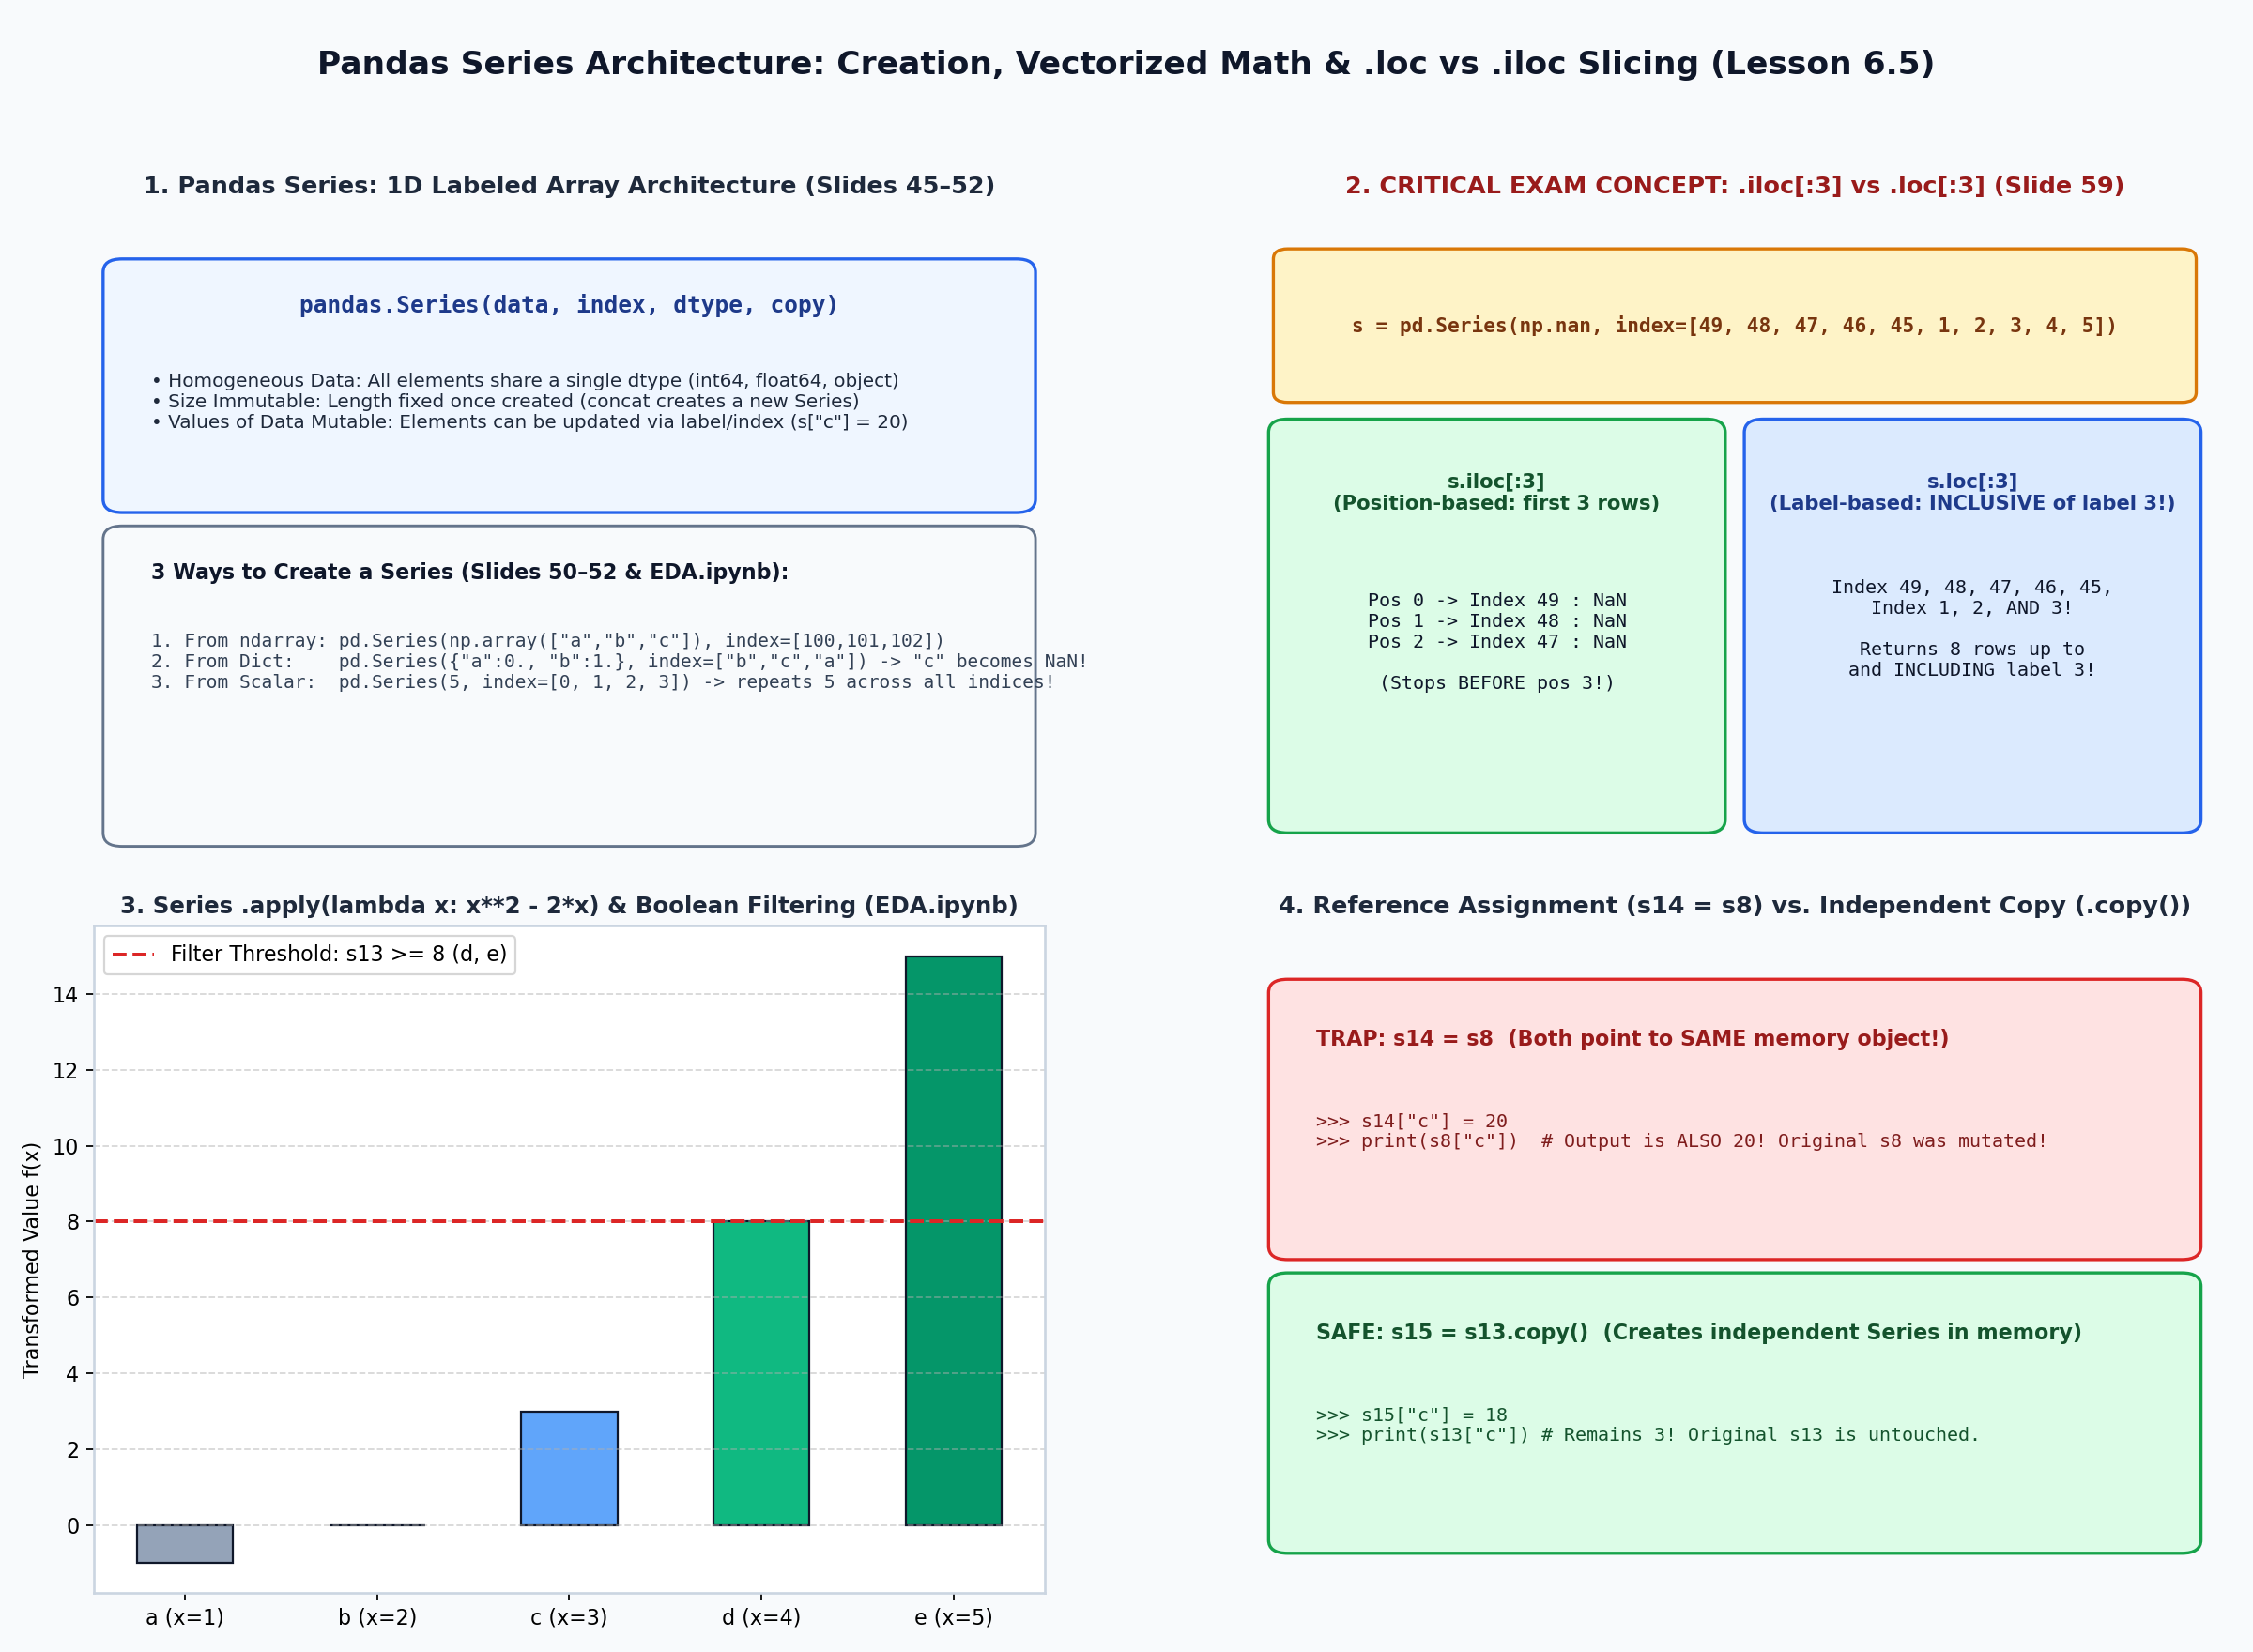 Pandas Series Architecture: Creation, Vectorized Math & .loc vs .iloc Slicing (Lesson 6.5)
1. Pandas Series: 1D Labeled Array Architecture (Slides 45–52)
pandas.Series(data, index, dtype, copy)
• Homogeneous Data: All elements share a single dtype (int64, float64, object)
• Size Immutable: Length fixed once created (concat creates a new Series)
• Values of Data Mutable: Elements can be updated via label/index (s["c"] = 20)
3 Ways to Create a Series (Slides 50–52 & EDA.ipynb):
1. From ndarray: pd.Series(np.array(["a","b","c"]), index=[100,101,102])
2. From Dict:    pd.Series({"a":0., "b":1.}, index=["b","c","a"]) -> "c" becomes NaN!
3. From Scalar:  pd.Series(5, index=[0, 1, 2, 3]) -> repeats 5 across all indices!
2. CRITICAL EXAM CONCEPT: .iloc[:3] vs .loc[:3] (Slide 59)
s = pd.Series(np.nan, index=[49, 48, 47, 46, 45, 1, 2, 3, 4, 5])
s.iloc[:3]
(Position-based: first 3 rows)
Pos 0 -> Index 49 : NaN
Pos 1 -> Index 48 : NaN
Pos 2 -> Index 47 : NaN
(Stops BEFORE pos 3!)
s.loc[:3]
(Label-based: INCLUSIVE of label 3!)
Index 49, 48, 47, 46, 45,
Index 1, 2, AND 3!
Returns 8 rows up to
and INCLUDING label 3!
3. Series .apply(lambda x: x**2 - 2*x) & Boolean Filtering (EDA.ipynb)
Filter Threshold: s13 >= 8 (d, e)
Transformed Value f(x)
14
12
10
8
6
4
2
0
a (x=1)
b (x=2)
c (x=3)
d (x=4)
e (x=5)
4. Reference Assignment (s14 = s8) vs. Independent Copy (.copy())
TRAP: s14 = s8  (Both point to SAME memory object!)
>>> s14["c"] = 20
>>> print(s8["c"])  # Output is ALSO 20! Original s8 was mutated!
SAFE: s15 = s13.copy()  (Creates independent Series in memory)
>>> s15["c"] = 18
>>> print(s13["c"]) # Remains 3! Original s13 is untouched.